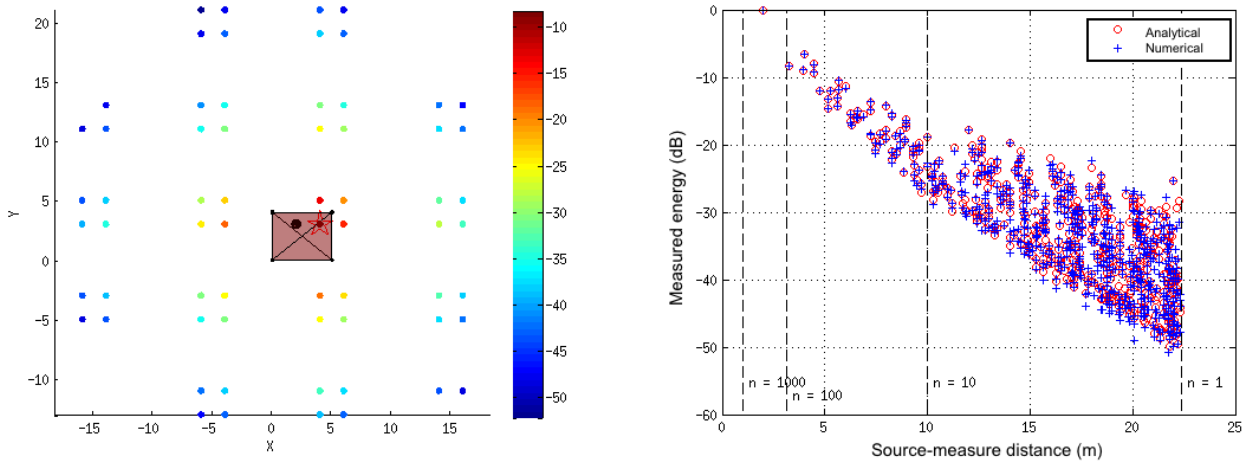 20
15
10
5
0
-5
-10
Y
-15 -10 -5 0 5 10 15
X
-10
-15
-20
-25
-30
-35
-40
-45
-50
-0
-10
-20
-30
-40
-50
-60
Measured energy (dB)
Analytical
Numerical
n = 1000
n = 100
n = 10
n = 1
0 5 10 15 20 25
Source-measure distance (m)